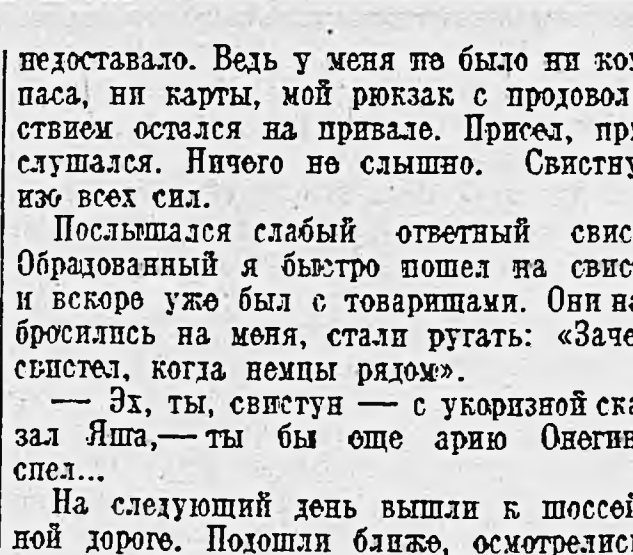 недоставало. Ведь у меня не было ни ком
паса, ни карты, мой рюкзак с продоволь
ствием остался на привале. Присел, при
слушался. Ничего не слышно. Свистну
изо всех сил.
Послышался слабый ответный свис
Обрадованный я быстро пошел на свист
и вскоре уже был с товарищами. Они на
бросились на меня, стали ругать: «Заче
свистел, когда немцы рядом».
— Эх, ты, свистун — с укоризной ска
зал Яша,— ты бы еще арию Онегин
спел...
На следующий день вышли к шоссей
ной дороге. Подошли ближе, осмотрелись